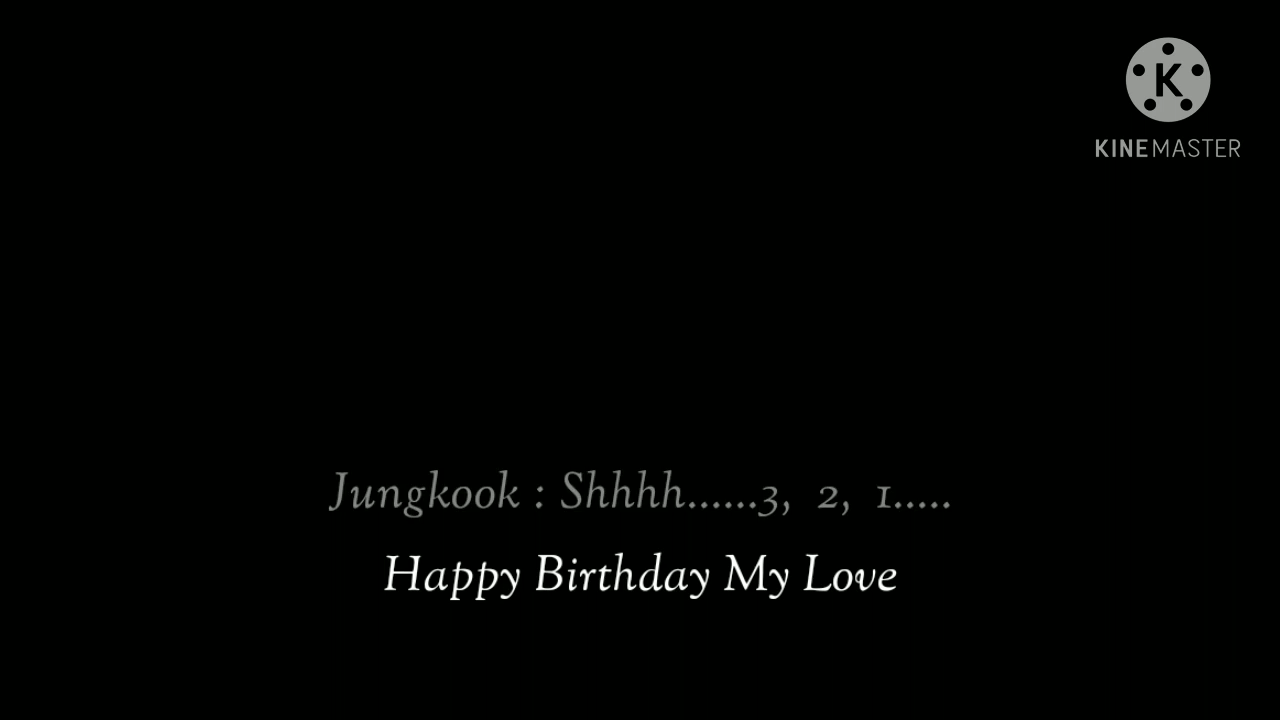 K
KINEMASTER
Jungkook : Shhhh......3, 2, 1.....
Happy Birthday My Love